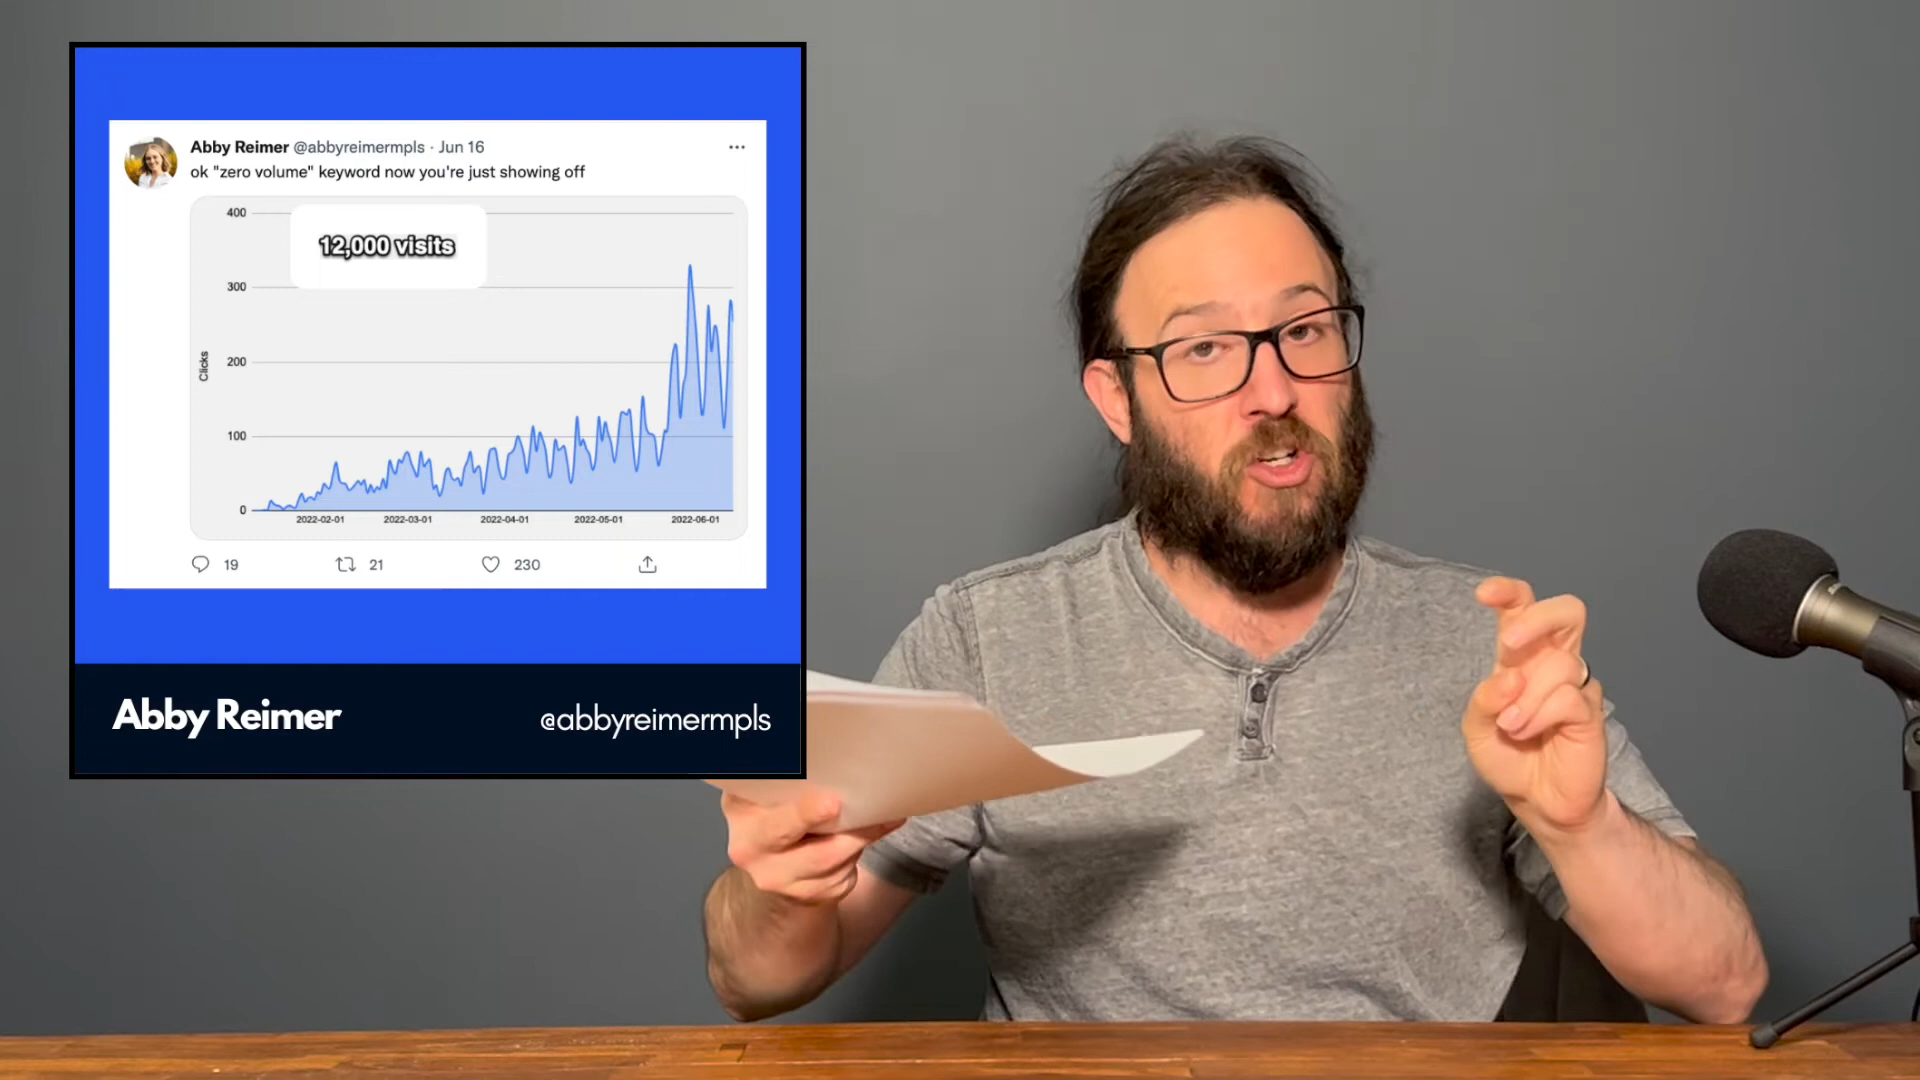 Abby Reimer @abbyreimermpls · Jun 16
ok "zero volume" keyword now you're just showing off
12,000 visits
400
300
200
100
0
Clicks
2022-02-01 2022-03-01 2022-04-01 2022-05-01 2022-06-01
19 21 230
Abby Reimer @abbyreimermpls